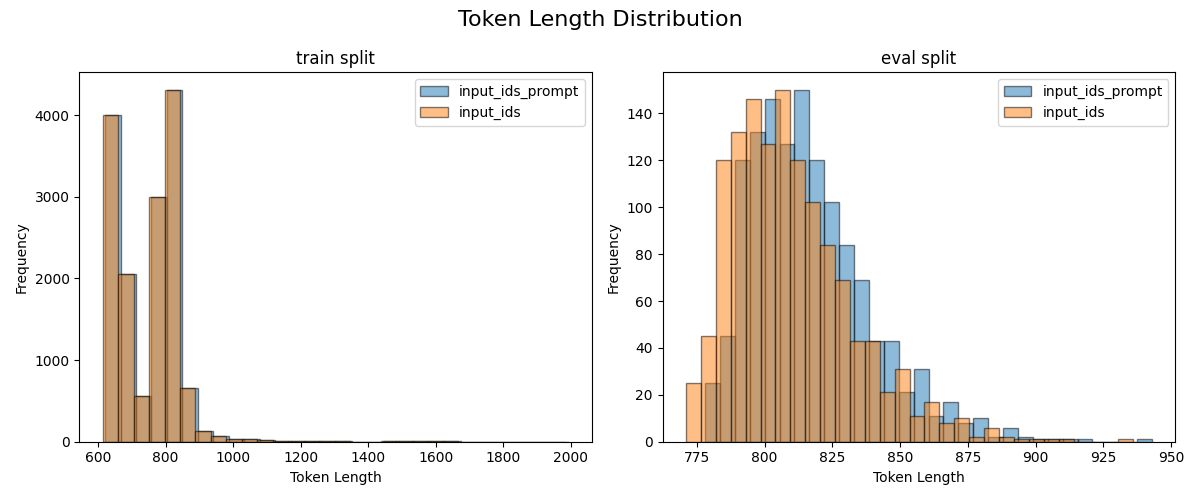 Token Length Distribution
train split
input_ids_prompt
input_ids
4000
3000
2000
1000
0
Frequency
600
800
1000
1200
1400
1600
1800
2000
Token Length
eval split
input_ids_prompt
input_ids
140
120
100
80
60
40
20
0
Frequency
775
800
825
850
875
900
925
950
Token Length